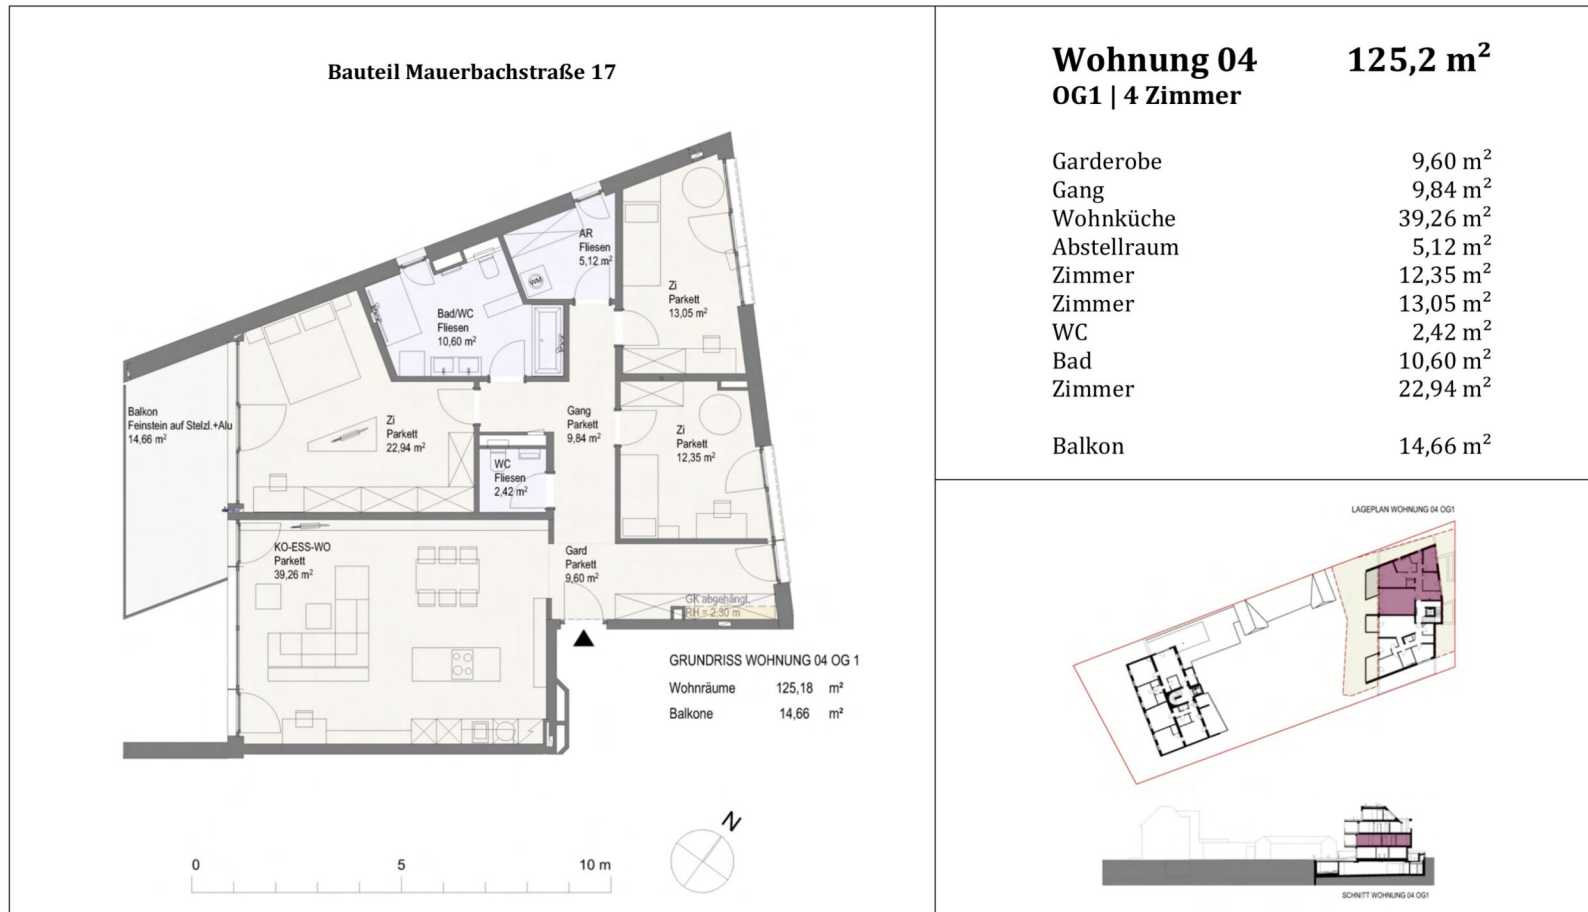 Bauteil Mauerbachstraße 17
Wohnung 04 125,2 m²
OG1 | 4 Zimmer
Garderobe 9,60 m²
Gang 9,84 m²
Wohnküche 39,26 m²
Abstellraum 5,12 m²
Zimmer 12,35 m²
Zimmer 13,05 m²
WC 2,42 m²
Bad 10,60 m²
Zimmer 22,94 m²
Balkon 14,66 m²
AR
Fliesen
5,12 m²
WM
Zi
Parkett
13,05 m²
Bad/WC
Fliesen
10,60 m²
Balkon
Feinstein auf Stelzl.+Alu
14,66 m²
Zi
Parkett
22,94 m²
Gang
Parkett
9,84 m²
Zi
Parkett
12,35 m²
WC
Fliesen
2,42 m²
KO-ESS-WO
Parkett
39,26 m²
Gard
Parkett
9,60 m²
GK abgehängt,
RH = 2,30 m
GRUNDRISS WOHNUNG 04 OG 1
Wohnräume 125,18 m²
Balkone 14,66 m²
N
0 5 10 m
LAGEPLAN WOHNUNG 04 OG1
SCHNITT WOHNUNG 04 OG1